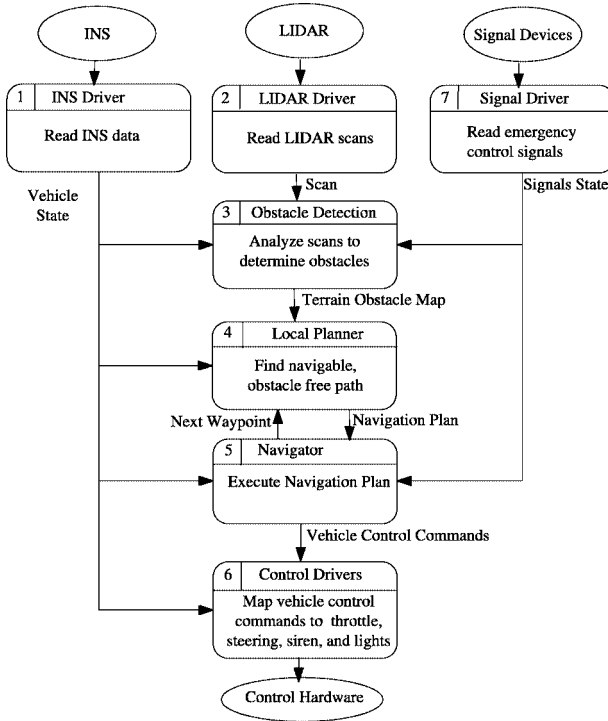 INS
LIDAR
Signal Devices
1 INS Driver
Read INS data
2 LIDAR Driver
Read LIDAR scans
7 Signal Driver
Read emergency
control signals
Vehicle
State
Scan
Signals State
3 Obstacle Detection
Analyze scans to
determine obstacles
Terrain Obstacle Map
4 Local Planner
Find navigable,
obstacle free path
Next Waypoint
Navigation Plan
5 Navigator
Execute Navigation Plan
Vehicle Control Commands
6 Control Drivers
Map vehicle control
commands to throttle,
steering, siren, and lights
Control Hardware